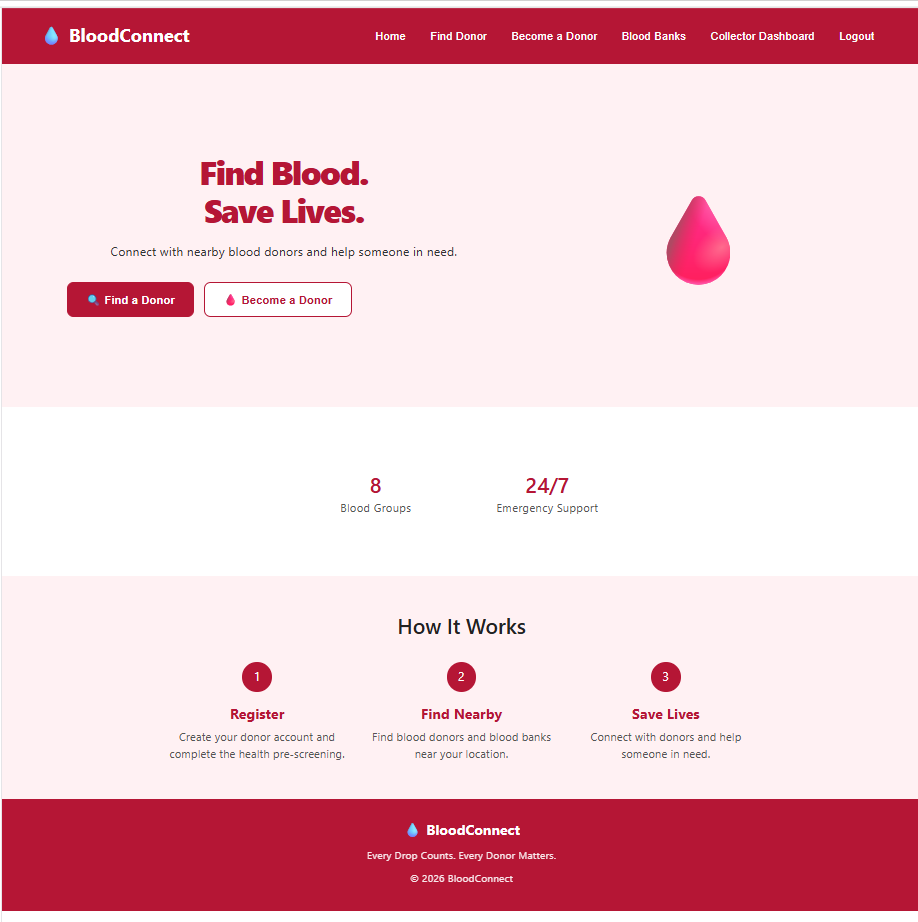 BloodConnect
Home Find Donor Become a Donor Blood Banks Collector Dashboard Logout
Find Blood.
Save Lives.
Connect with nearby blood donors and help someone in need.
Find a Donor Become a Donor
8 24/7
Blood Groups Emergency Support
How It Works
1 2 3
Register Find Nearby Save Lives
Create your donor account and Find blood donors and blood banks Connect with donors and help
complete the health pre-screening. near your location. someone in need.
BloodConnect
Every Drop Counts. Every Donor Matters.
© 2026 BloodConnect